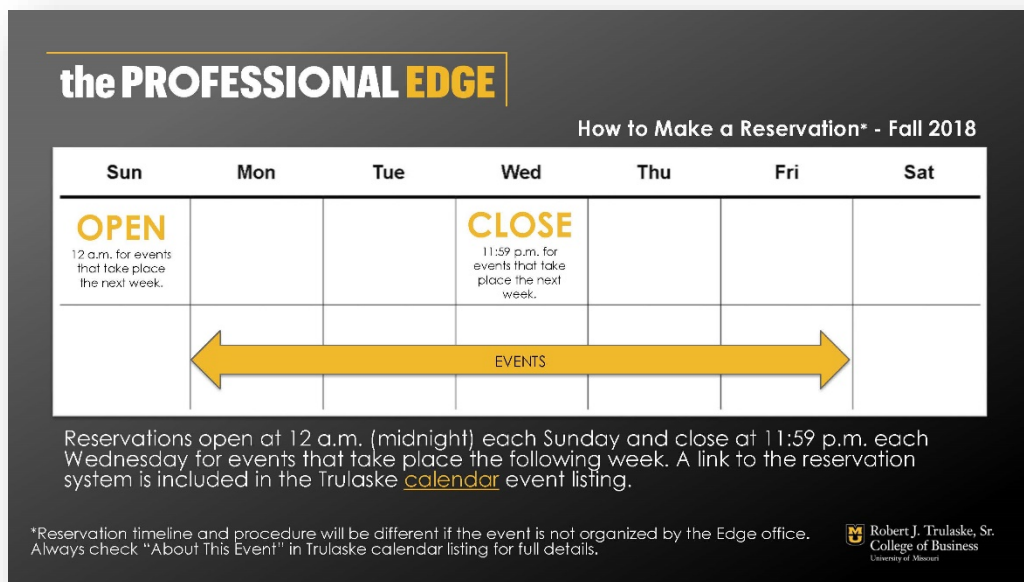 the PROFESSIONAL EDGE
How to Make a Reservation* - Fall 2018
Sun Mon Tue Wed Thu Fri Sat
OPEN
12 a.m. for events
that take place
the next week.
CLOSE
11:59 p.m. for
events that take
place the next
week.
EVENTS
Reservations open at 12 a.m. (midnight) each Sunday and close at 11:59 p.m. each
Wednesday for events that take place the following week. A link to the reservation
system is included in the Trulaske calendar event listing.
*Reservation timeline and procedure will be different if the event is not organized by the Edge office.
Always check “About This Event” in Trulaske calendar listing for full details.
Robert J. Trulaske, Sr.
College of Business
University of Missouri